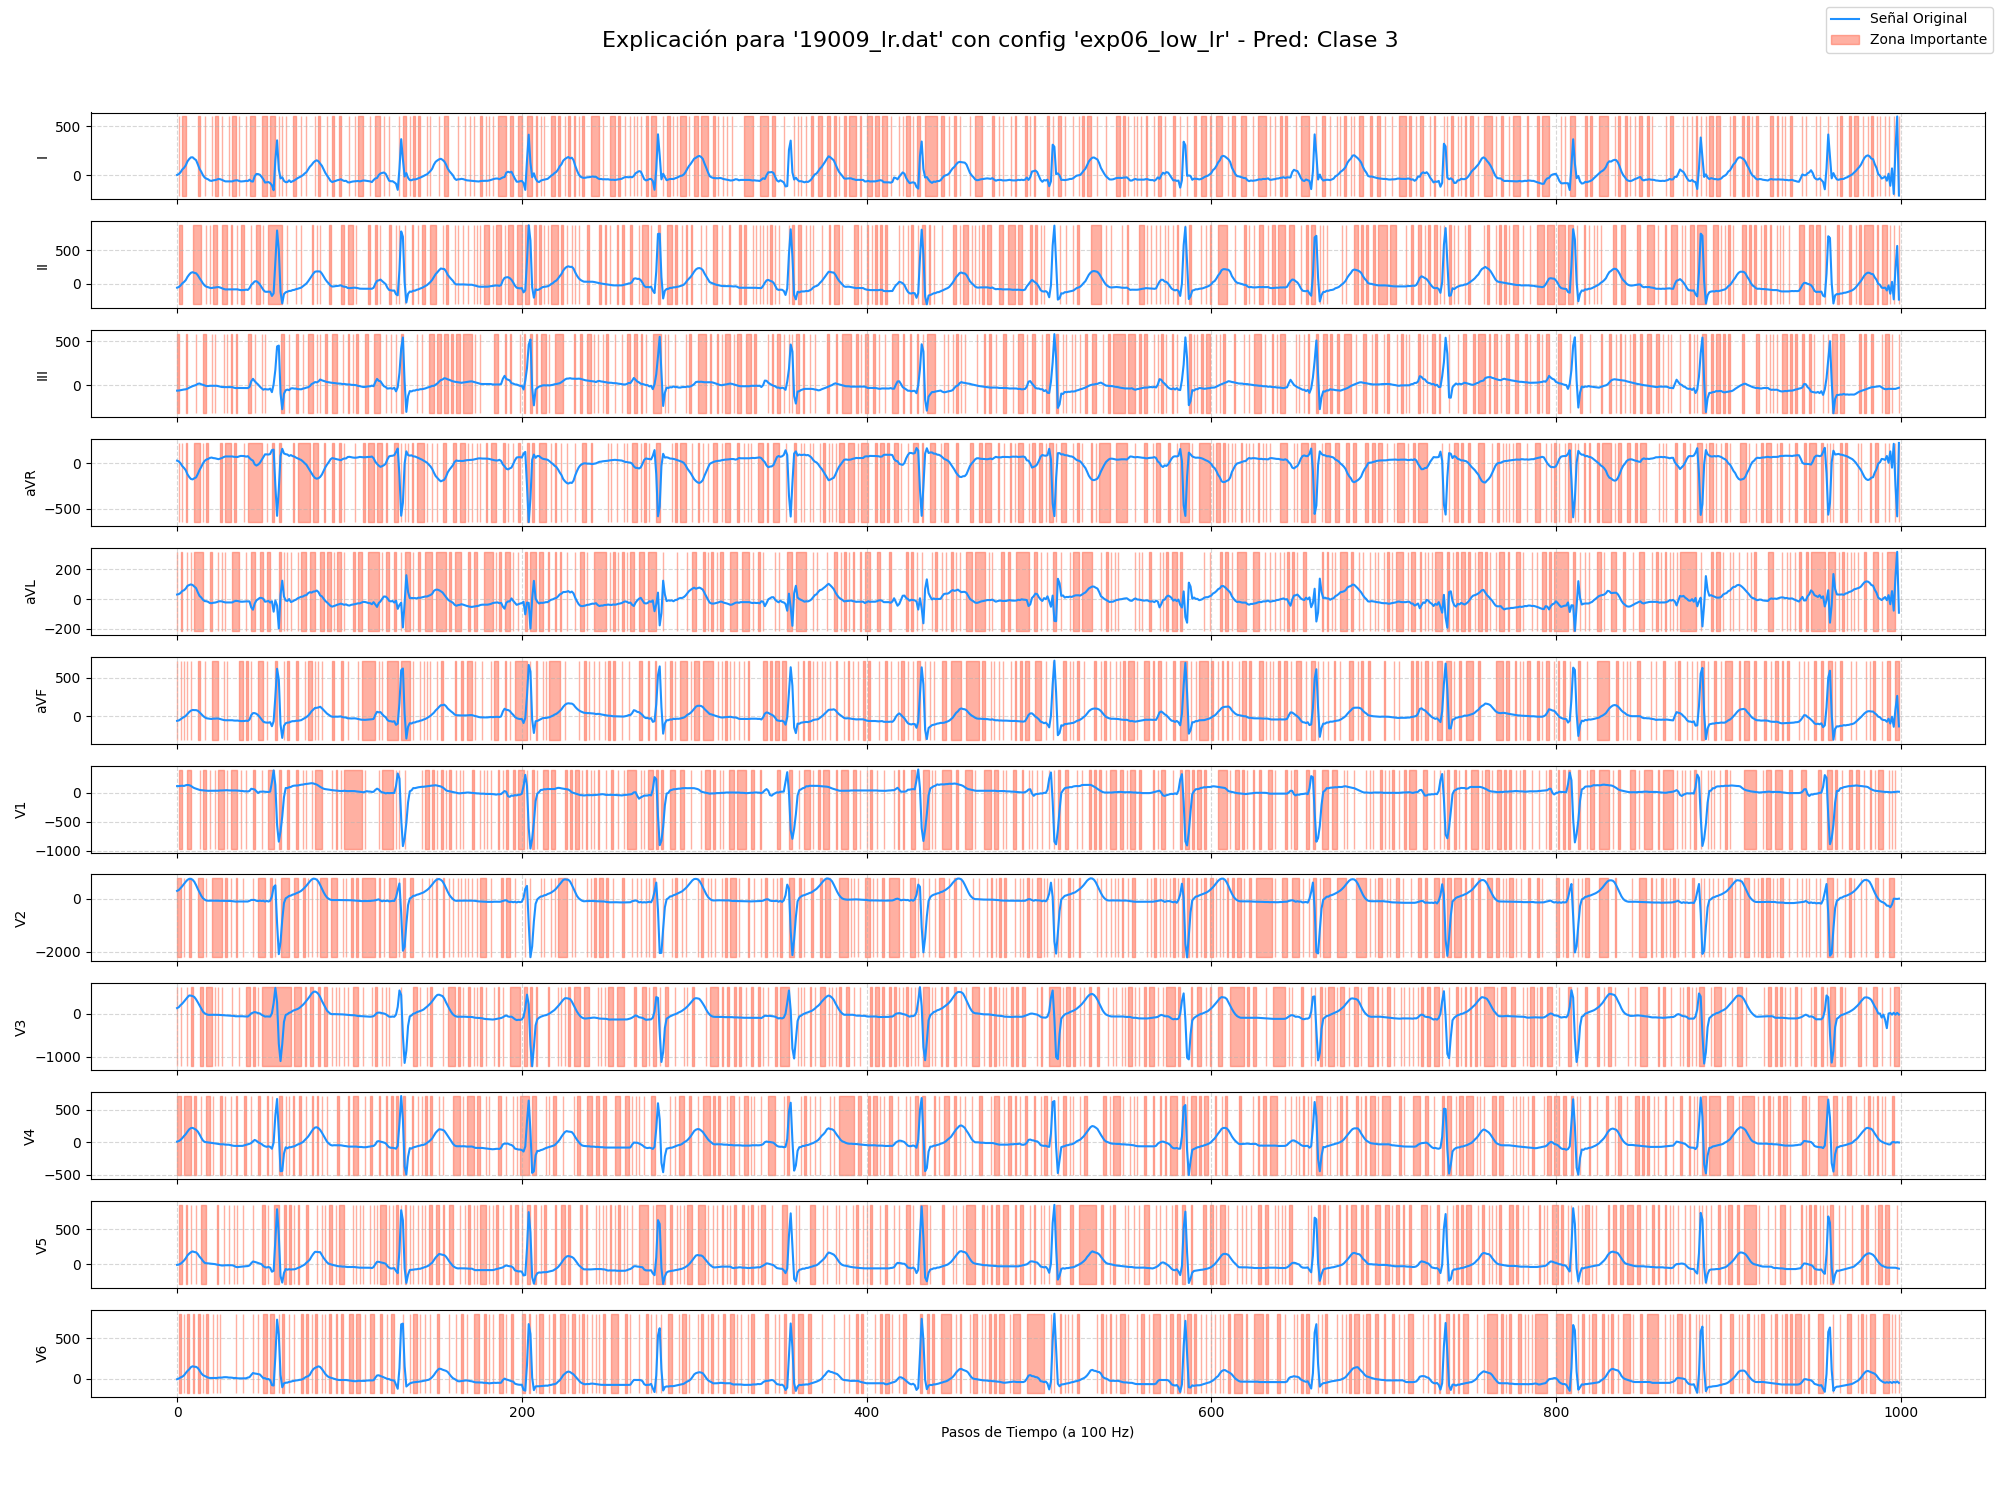 Señal Original
Zona Importante
Explicación para '19009_lr.dat' con config 'exp06_low_lr' - Pred: Clase 3
500
0
I
500
0
II
500
0
III
0
−500
aVR
200
0
−200
aVL
500
0
aVF
0
−500
−1000
V1
0
−2000
V2
0
−1000
V3
500
0
−500
V4
500
0
V5
500
0
V6
0 200 400 600 800 1000
Pasos de Tiempo (a 100 Hz)